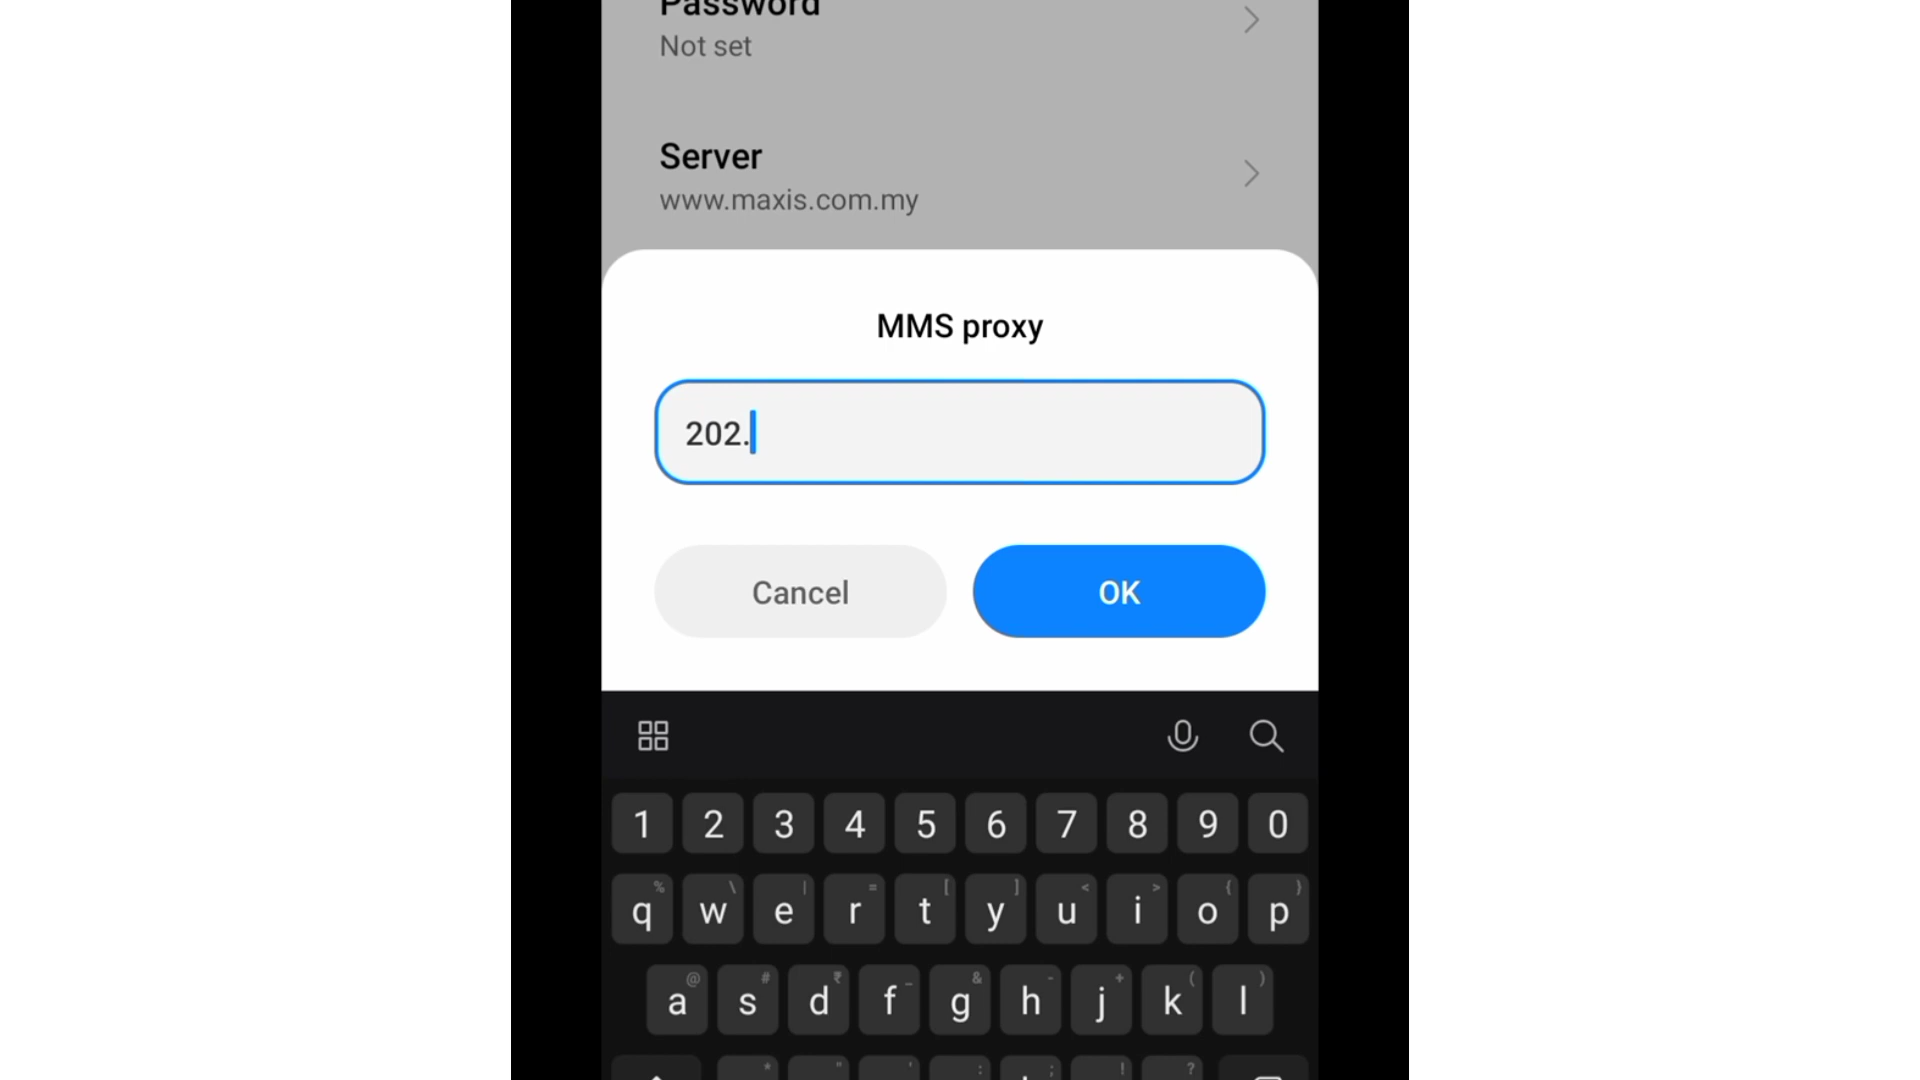 Password
Not set
Server
www.maxis.com.my
MMS proxy
202.
Cancel
OK
1 2 3 4 5 6 7 8 9 0
% \ | = [ ] < > { }
q w e r t y u i o p
@ # ₹ _ & - + ( )
a s d f g h j k l
* " ' : ; ! ?